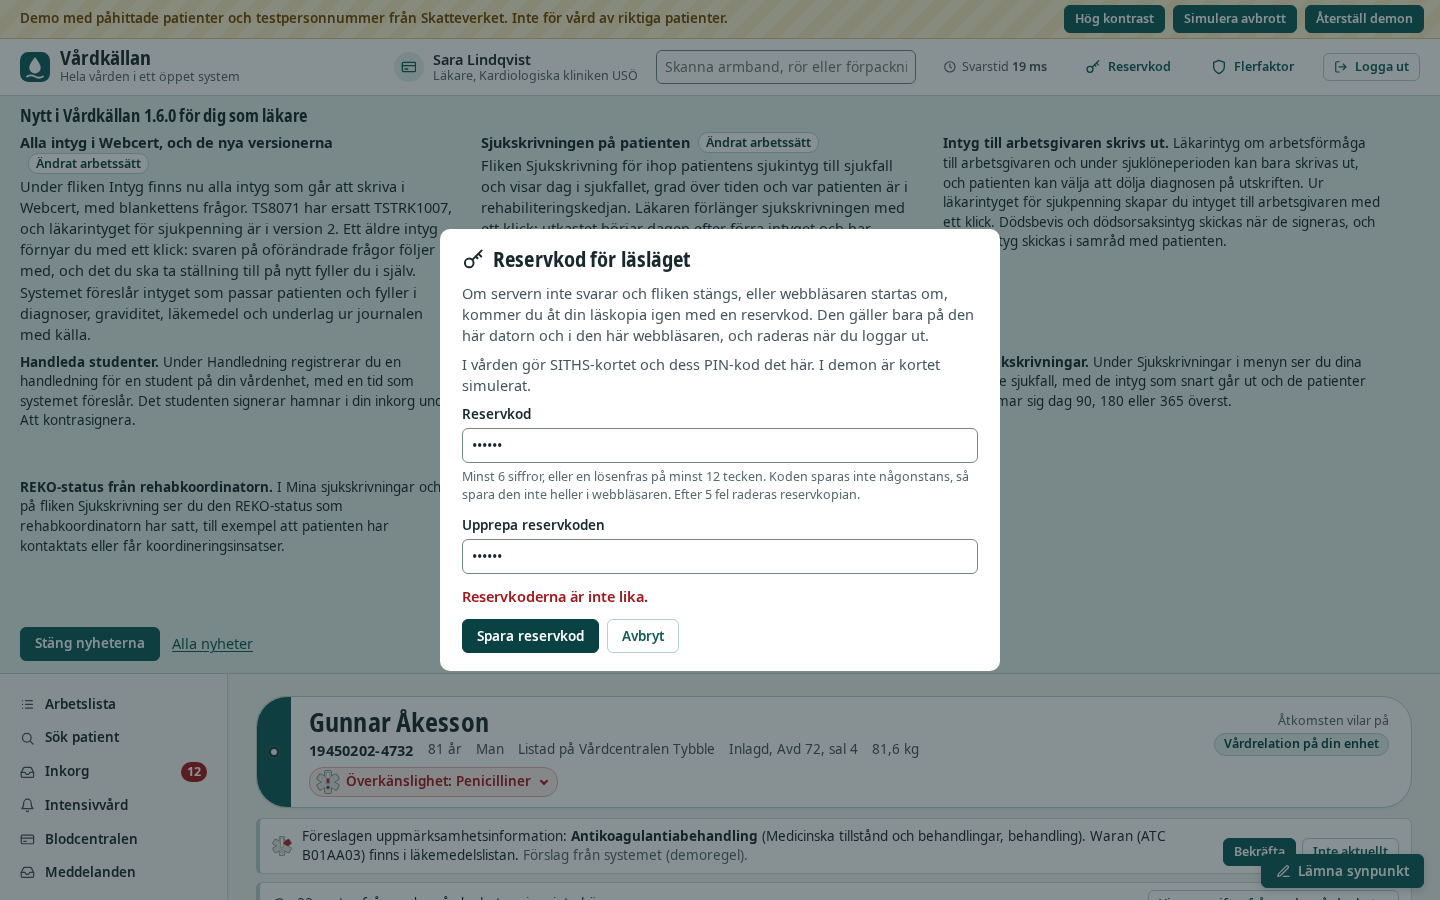 Demo med påhittade patienter och testpersonnummer från Skatteverket. Inte för vård av riktiga patienter.
Hög kontrast
Simulera avbrott
Återställ demon
Vårdkällan
Hela vården i ett öppet system
Sara Lindqvist
Läkare, Kardiologiska kliniken USÖ
Skanna armband, rör eller förpackni
Svarstid 19 ms
Reservkod
Flerfaktor
Logga ut
Nytt i Vårdkällan 1.6.0 för dig som läkare
Alla intyg i Webcert, och de nya versionerna
Ändrat arbetssätt
Under fliken Intyg finns nu alla intyg som går att skriva i
Webcert, med blankettens frågor. TS8071 har ersatt TSTRK1007,
och läkarintyget för sjukpenning är i version 2. Ett äldre intyg
förnyar du med ett klick: svaren på oförändrade frågor följer
med, och det du ska ta ställning till på nytt fyller du i själv.
Systemet föreslår intyget som passar patienten och fyller i
diagnoser, graviditet, läkemedel och underlag ur journalen
med källa.
Sjukskrivningen på patienten
Ändrat arbetssätt
Fliken Sjukskrivning för ihop patientens sjukintyg till sjukfall
och visar dag i sjukfallet, grad över tiden och var patienten är i
rehabiliteringskedjan. Läkaren förlänger sjukskrivningen med
ett klick: utkastet börjar dagen efter förra intyget och har
Intyg till arbetsgivaren skrivs ut. Läkarintyg om arbetsförmåga
till arbetsgivaren och under sjuklöneperioden kan bara skrivas ut,
och patienten kan välja att dölja diagnosen på utskriften. Ur
läkarintyget för sjukpenning skapar du intyget till arbetsgivaren med
ett klick. Dödsbevis och dödsorsaksintyg skickas när de signeras, och
tyg skickas i samråd med patienten.
Handleda studenter. Under Handledning registrerar du en
handledning för en student på din vårdenhet, med en tid som
systemet föreslår. Det studenten signerar hamnar i din inkorg und
Att kontrasignera.
kskrivningar. Under Sjukskrivningar i menyn ser du dina
e sjukfall, med de intyg som snart går ut och de patienter
mar sig dag 90, 180 eller 365 överst.
REKO-status från rehabkoordinatorn. I Mina sjukskrivningar och
på fliken Sjukskrivning ser du den REKO-status som
rehabkoordinatorn har satt, till exempel att patienten har
kontaktats eller får koordineringsinsatser.
Stäng nyheterna
Alla nyheter
Reservkod för läsläget
Om servern inte svarar och fliken stängs, eller webbläsaren startas om,
kommer du åt din läskopia igen med en reservkod. Den gäller bara på den
här datorn och i den här webbläsaren, och raderas när du loggar ut.
I vården gör SITHS-kortet och dess PIN-kod det här. I demon är kortet
simulerat.
Reservkod
••••••
Minst 6 siffror, eller en lösenfras på minst 12 tecken. Koden sparas inte någonstans, så
spara den inte heller i webbläsaren. Efter 5 fel raderas reservkopian.
Upprepa reservkoden
••••••
Reservkoderna är inte lika.
Spara reservkod
Avbryt
Arbetslista
Sök patient
Inkorg
12
Intensivvård
Blodcentralen
Meddelanden
Gunnar Åkesson
19450202-4732 81 år Man Listad på Vårdcentralen Tybble Inlagd, Avd 72, sal 4 81,6 kg
Överkänslighet: Penicilliner
Åtkomsten vilar på
Vårdrelation på din enhet
Föreslagen uppmärksamhetsinformation: Antikoagulantiabehandling (Medicinska tillstånd och behandlingar, behandling). Waran (ATC
B01AA03) finns i läkemedelslistan. Förslag från systemet (demoregel).
Bekräfta
Inte aktuellt
Lämna synpunkt